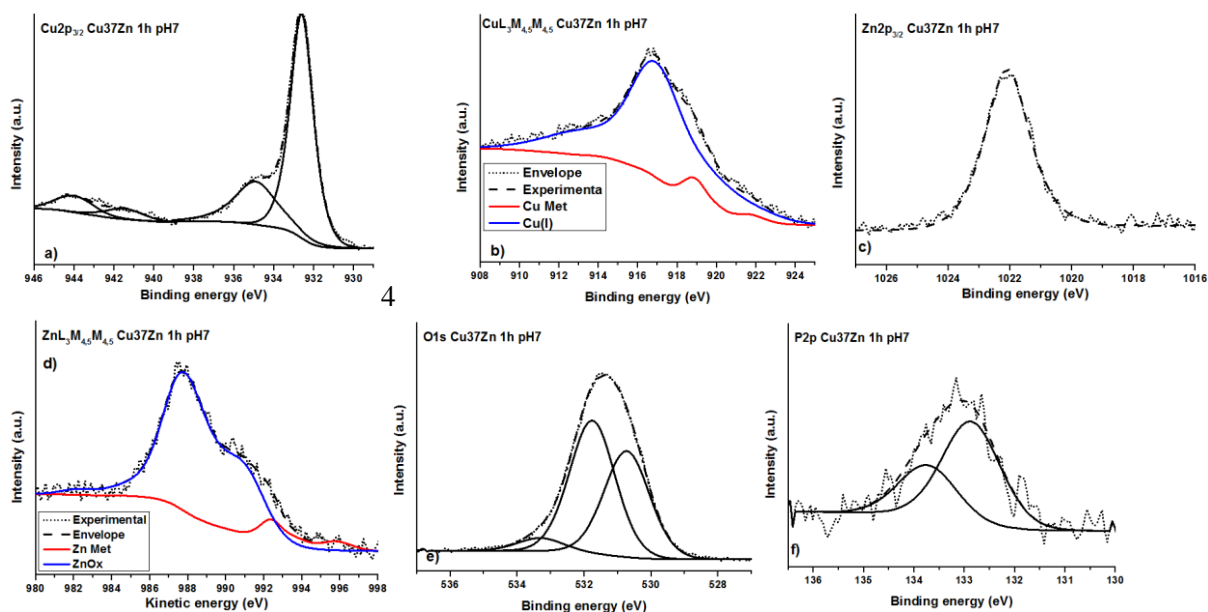 Cu2p3/2 Cu37Zn 1h pH7
Intensity (a.u.)
a)
946 944 942 940 938 936 934 932 930
Binding energy (eV)
CuL3M4,5M4,5 Cu37Zn 1h pH7
Intensity (a.u.)
Envelope
Experimenta
Cu Met
Cu(I)
b)
908 910 912 914 916 918 920 922 924
Binding energy (eV)
Zn2p3/2 Cu37Zn 1h pH7
Intensity (a.u.)
c)
1026 1024 1022 1020 1018 1016
Binding energy (eV)
4
ZnL3M4,5M4,5 Cu37Zn 1h pH7
d)
Intensity (a.u.)
Experimental
Envelope
Zn Met
ZnOx
980 982 984 986 988 990 992 994 996 998
Kinetic energy (eV)
O1s Cu37Zn 1h pH7
Intensity (a.u.)
e)
536 534 532 530 528
Binding energy (eV)
P2p Cu37Zn 1h pH7
Intensity (a.u.)
f)
136 135 134 133 132 131 130
Binding energy (eV)